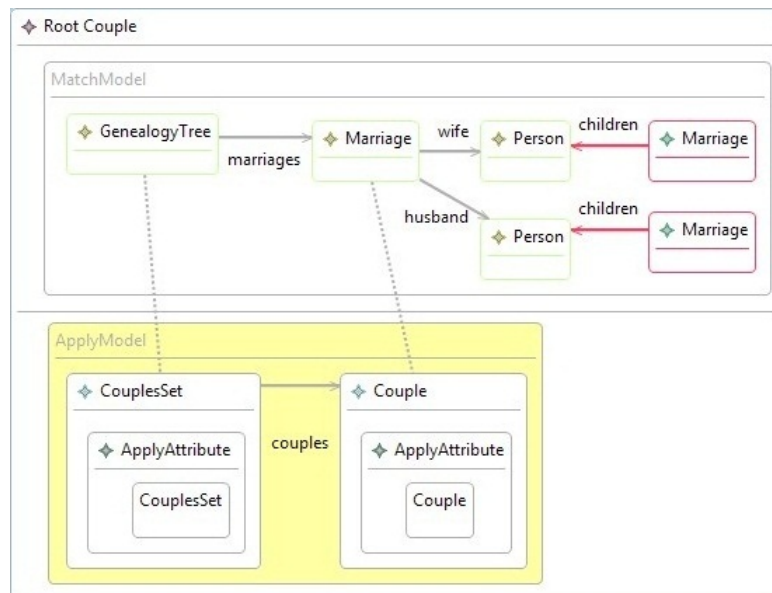 Root Couple
MatchModel
GenealogyTree
marriages
Marriage
wife
Person
children
Marriage
husband
Person
children
Marriage
ApplyModel
CouplesSet
couples
Couple
ApplyAttribute
CouplesSet
ApplyAttribute
Couple